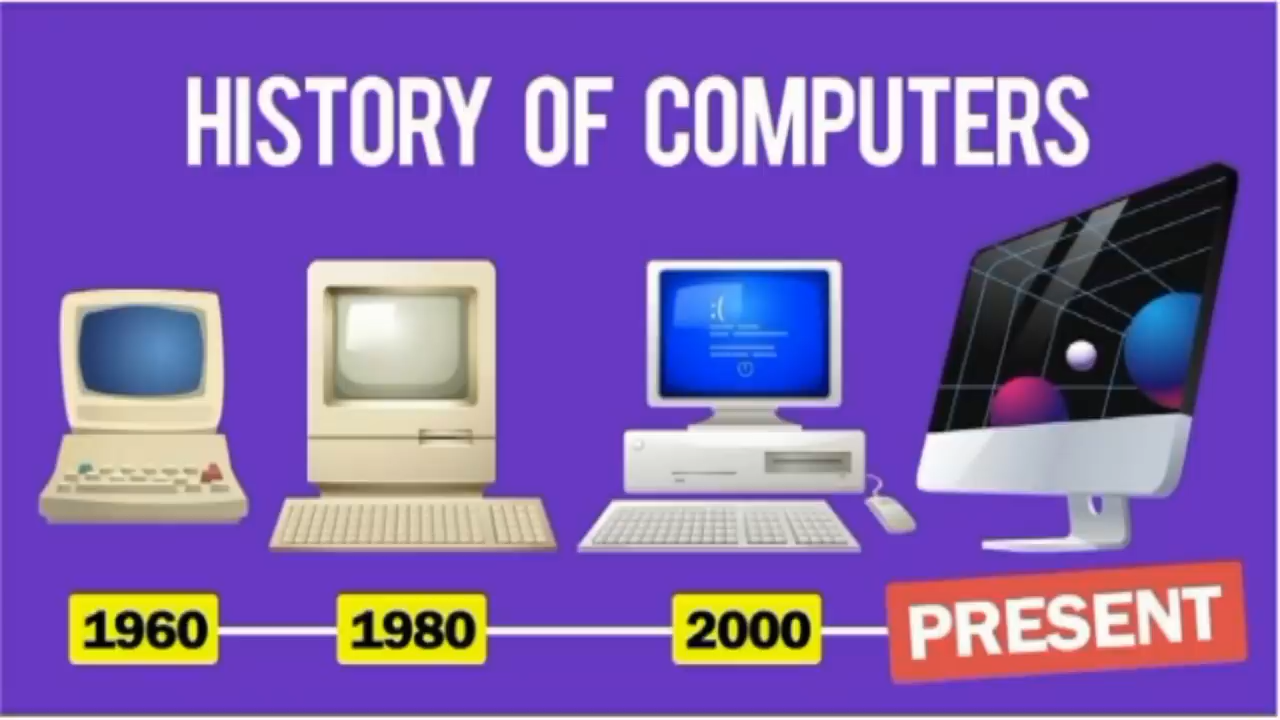 HISTORY OF COMPUTERS
:(
1960
1980
2000
PRESENT